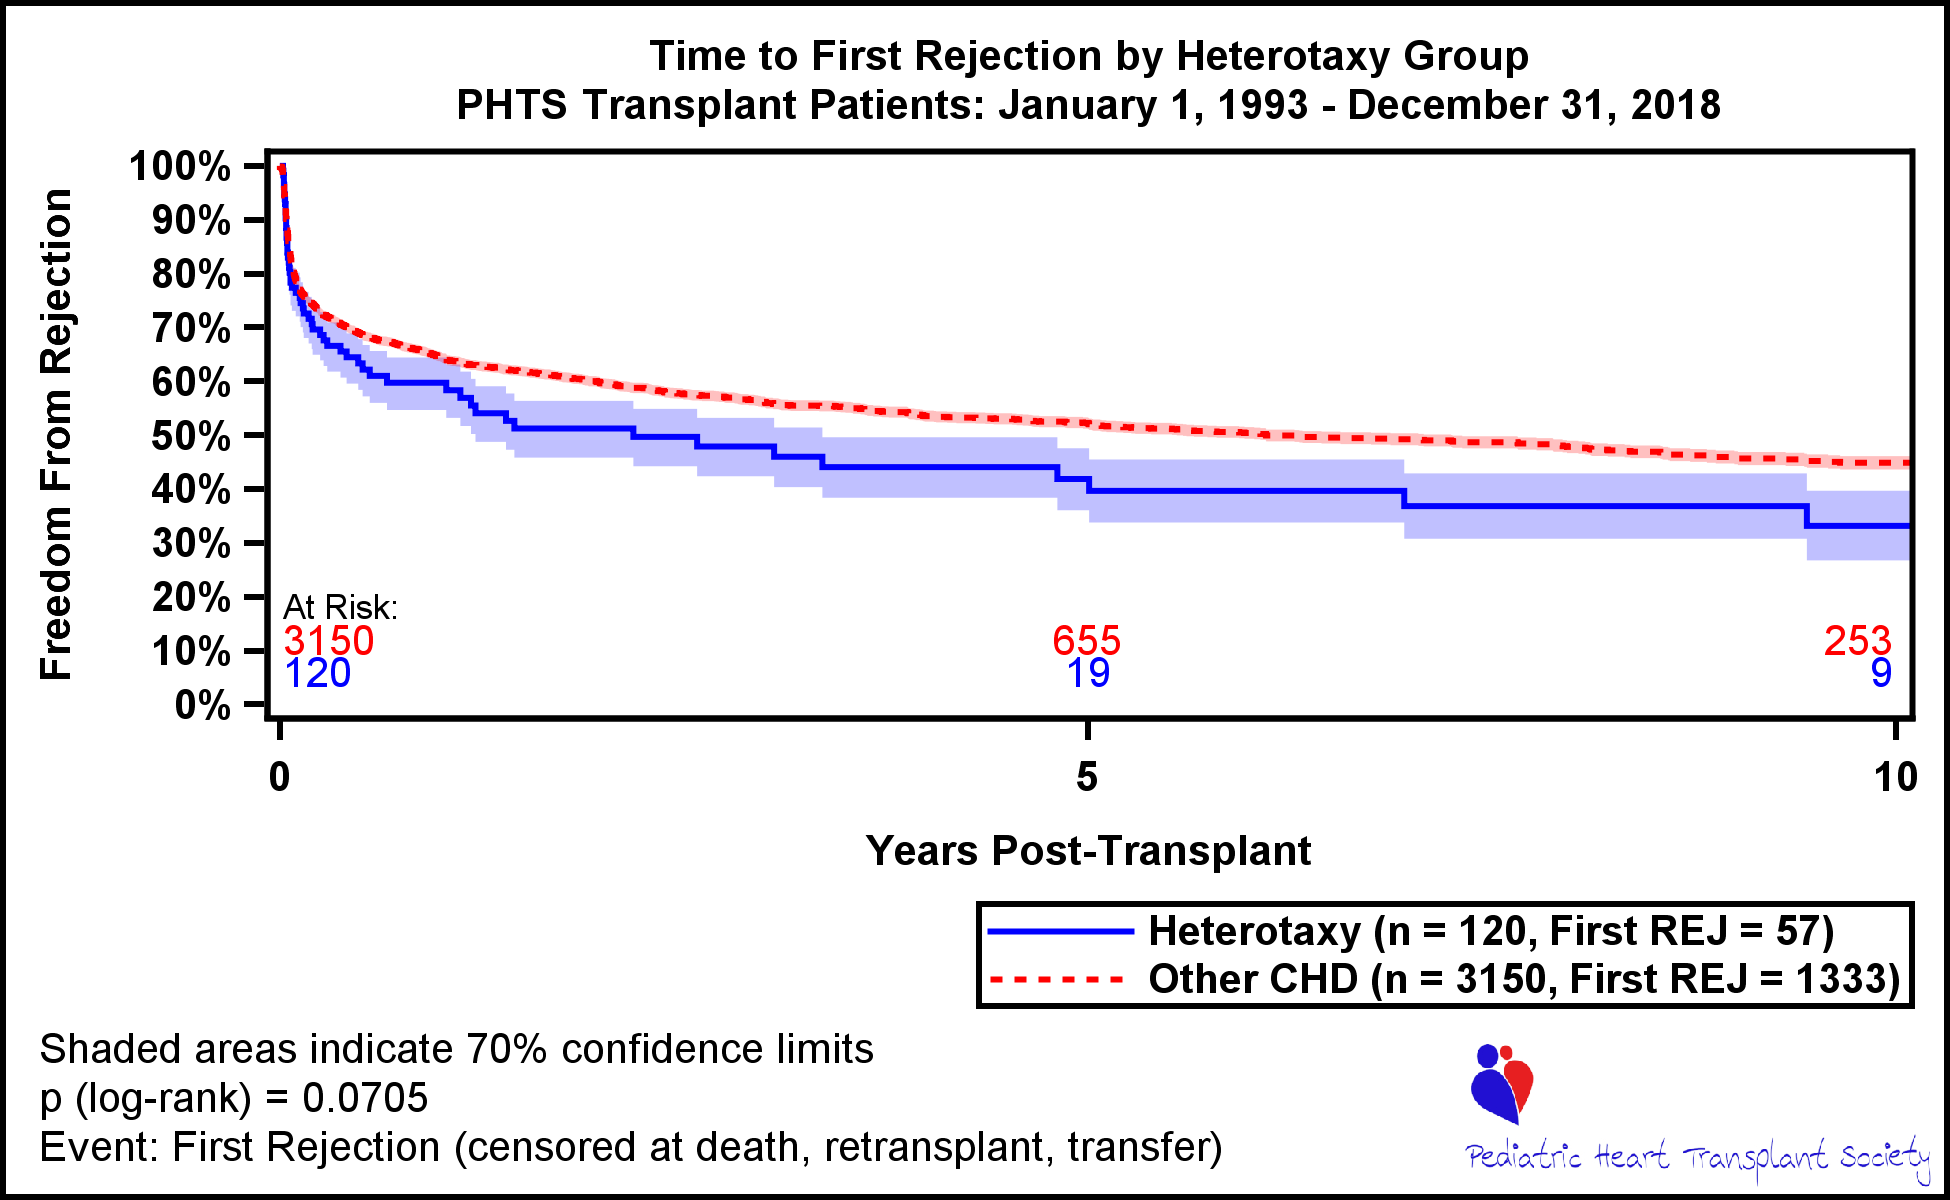 Time to First Rejection by Heterotaxy Group
PHTS Transplant Patients: January 1, 1993 - December 31, 2018
Freedom From Rejection
100%
90%
80%
70%
60%
50%
40%
30%
20%
10%
0%
At Risk:
3150 655 253
120 19 9
0 5 10
Years Post-Transplant
Heterotaxy (n = 120, First REJ = 57)
Other CHD (n = 3150, First REJ = 1333)
Shaded areas indicate 70% confidence limits
p (log-rank) = 0.0705
Event: First Rejection (censored at death, retransplant, transfer)
Pediatric Heart Transplant Society